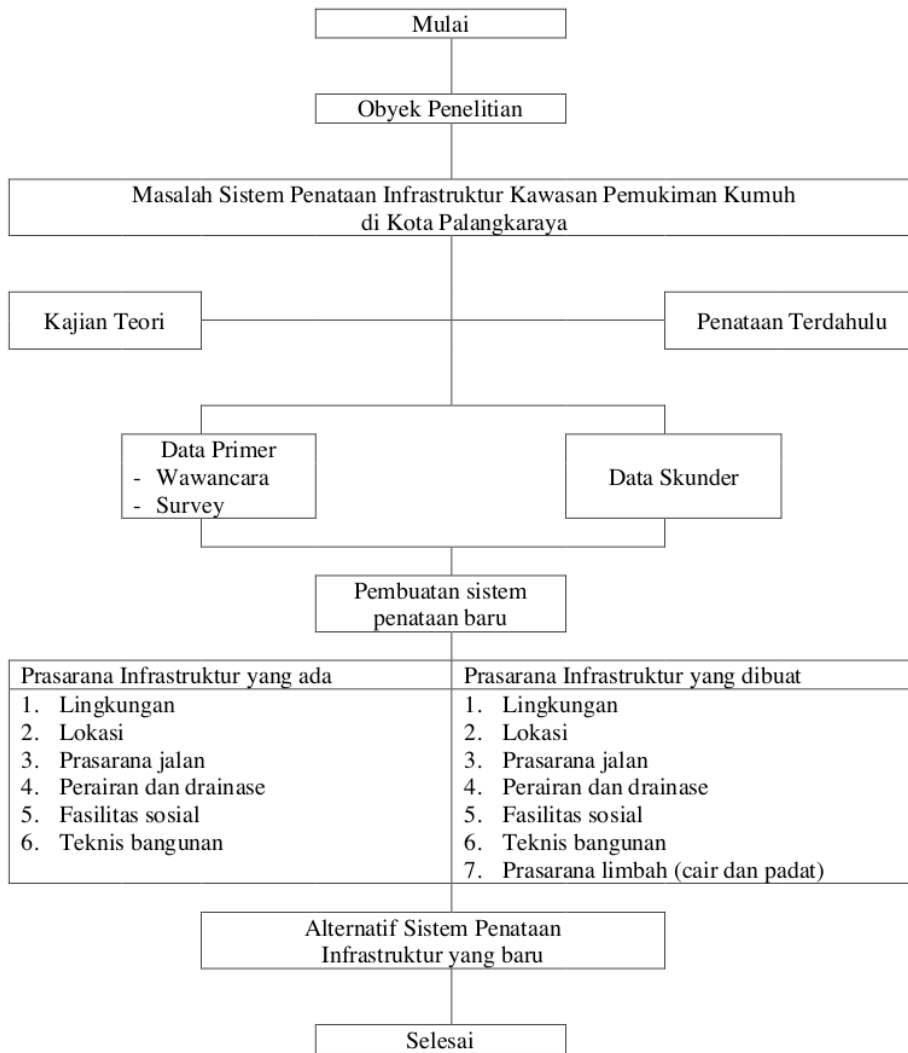 Mulai
Obyek Penelitian
Masalah Sistem Penataan Infrastruktur Kawasan Pemukiman Kumuh
di Kota Palangkaraya
Kajian Teori
Penataan Terdahulu
Data Primer
- Wawancara
- Survey
Data Skunder
Pembuatan sistem
penataan baru
Prasarana Infrastruktur yang ada
1. Lingkungan
2. Lokasi
3. Prasarana jalan
4. Perairan dan drainase
5. Fasilitas sosial
6. Teknis bangunan
Prasarana Infrastruktur yang dibuat
1. Lingkungan
2. Lokasi
3. Prasarana jalan
4. Perairan dan drainase
5. Fasilitas sosial
6. Teknis bangunan
7. Prasarana limbah (cair dan padat)
Alternatif Sistem Penataan
Infrastruktur yang baru
Selesai